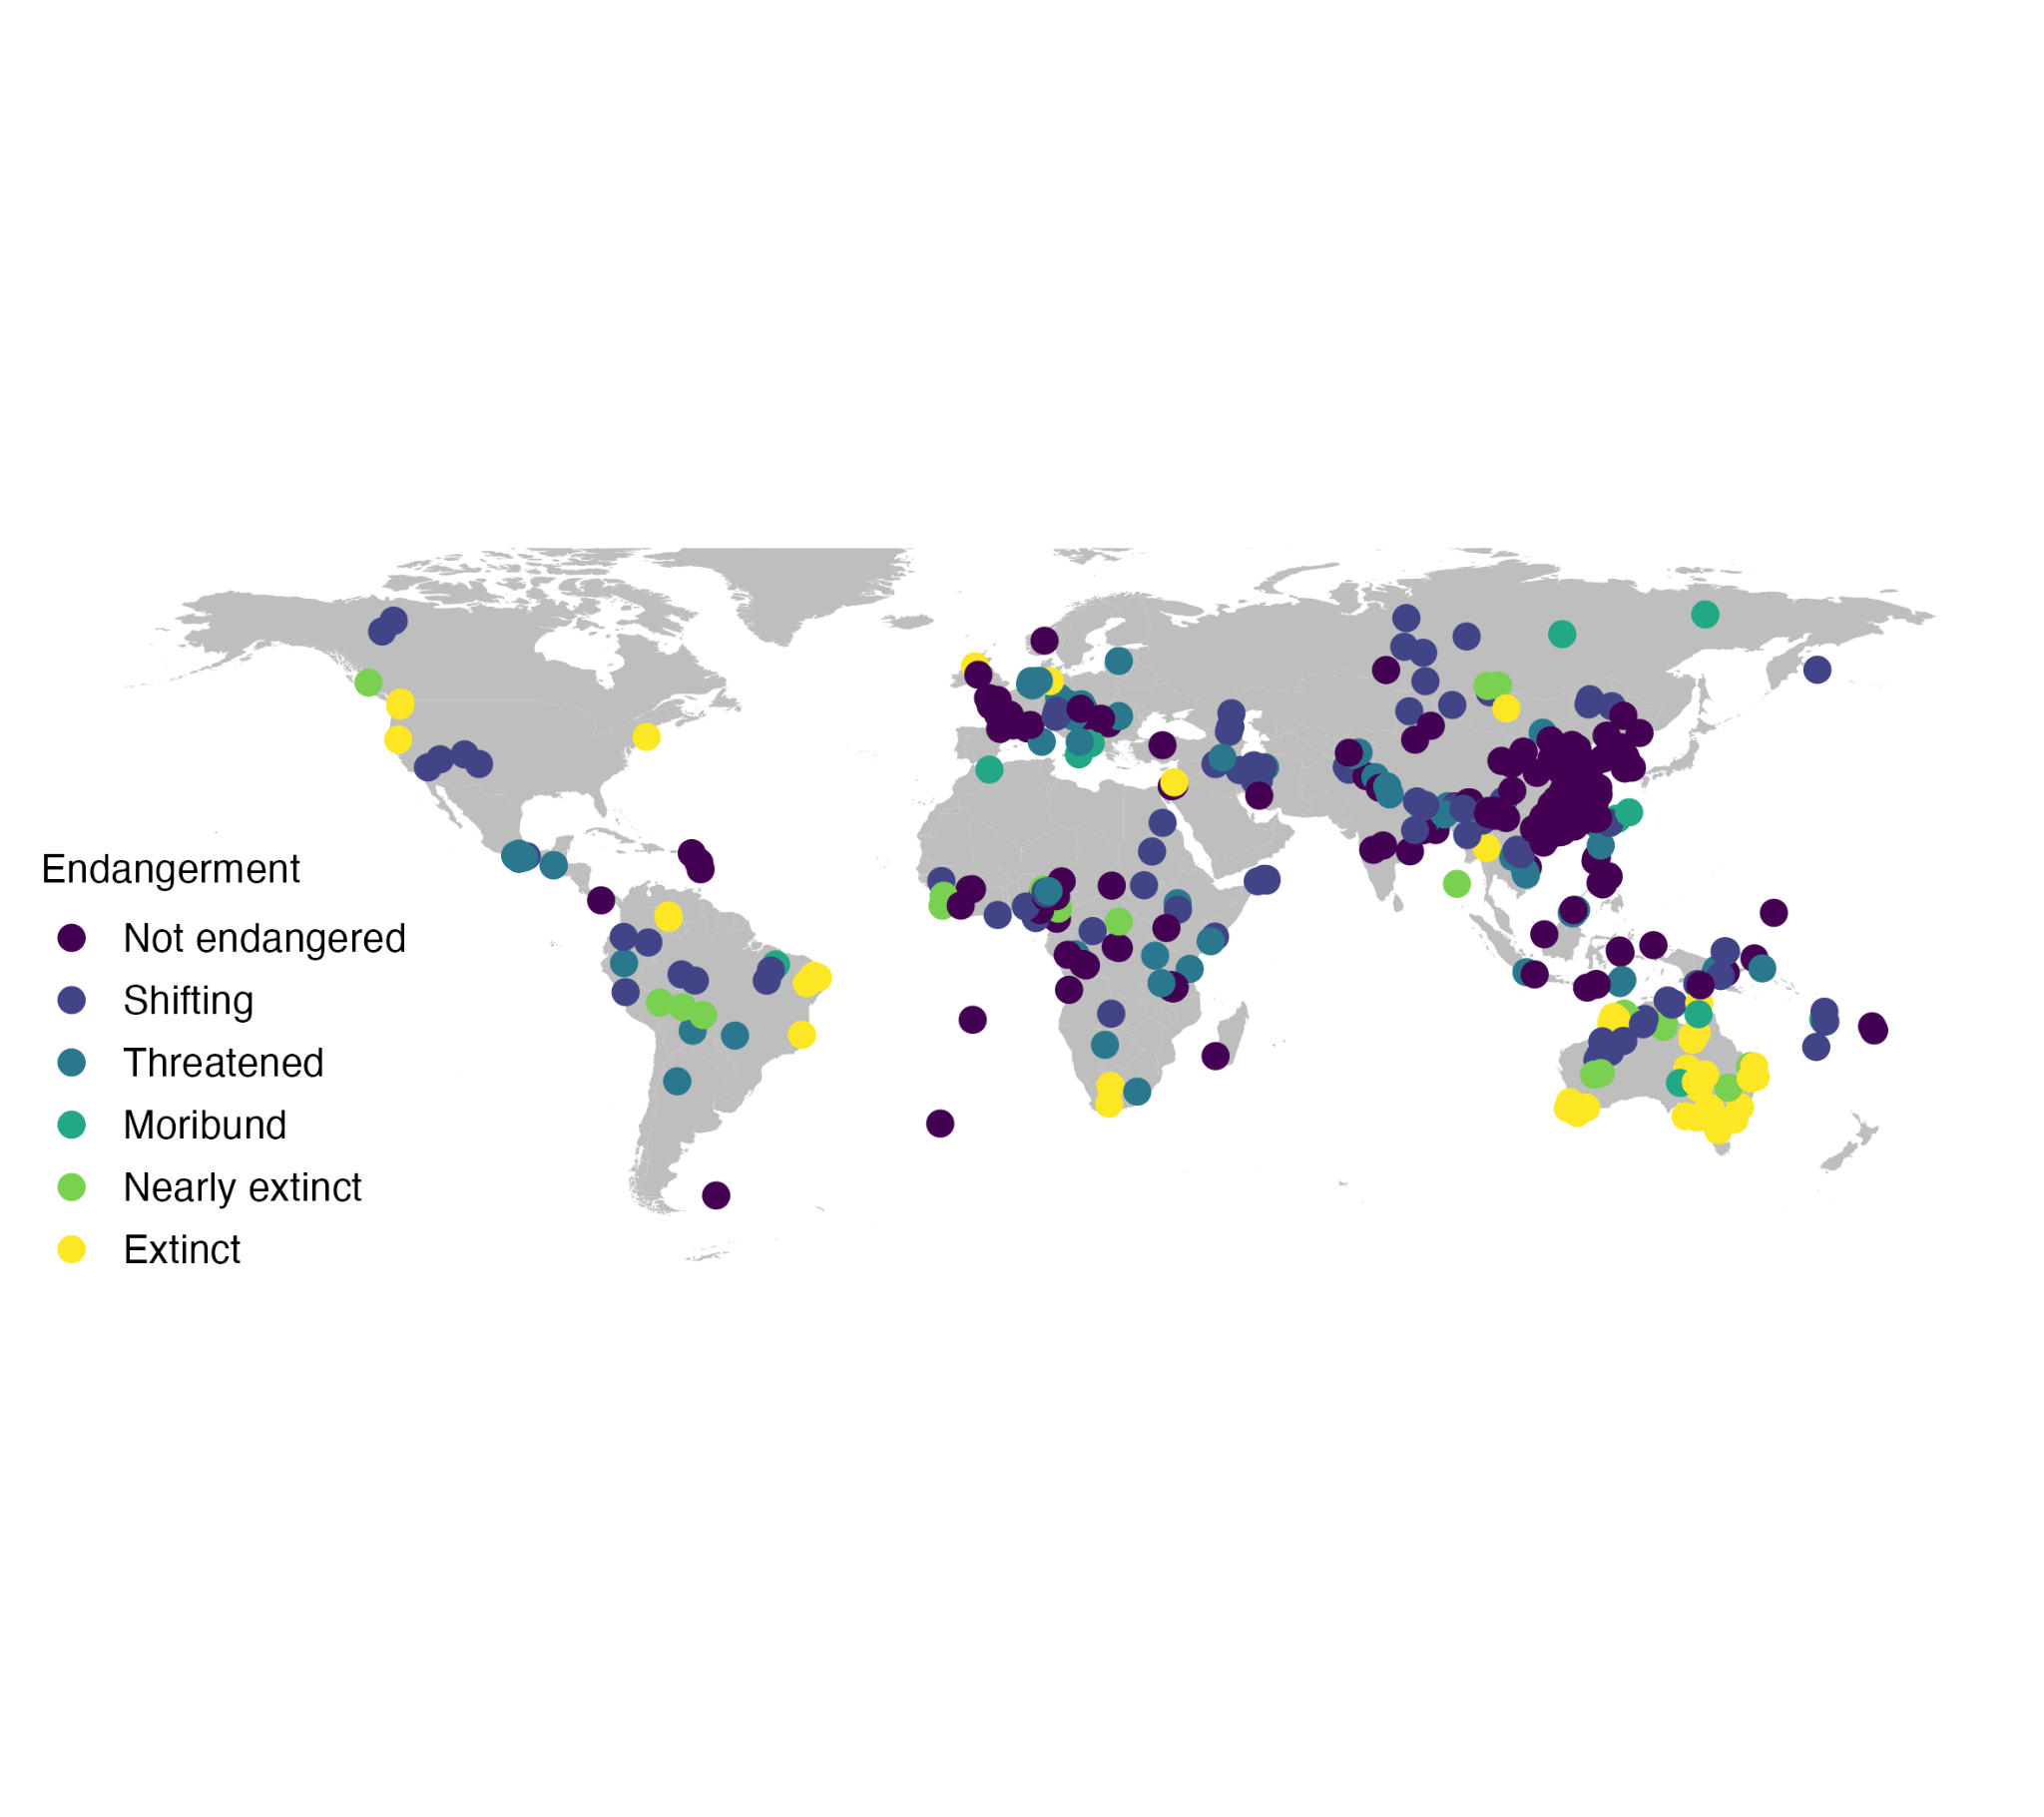 Endangerment
Not endangered
Shifting
Threatened
Moribund
Nearly extinct
Extinct